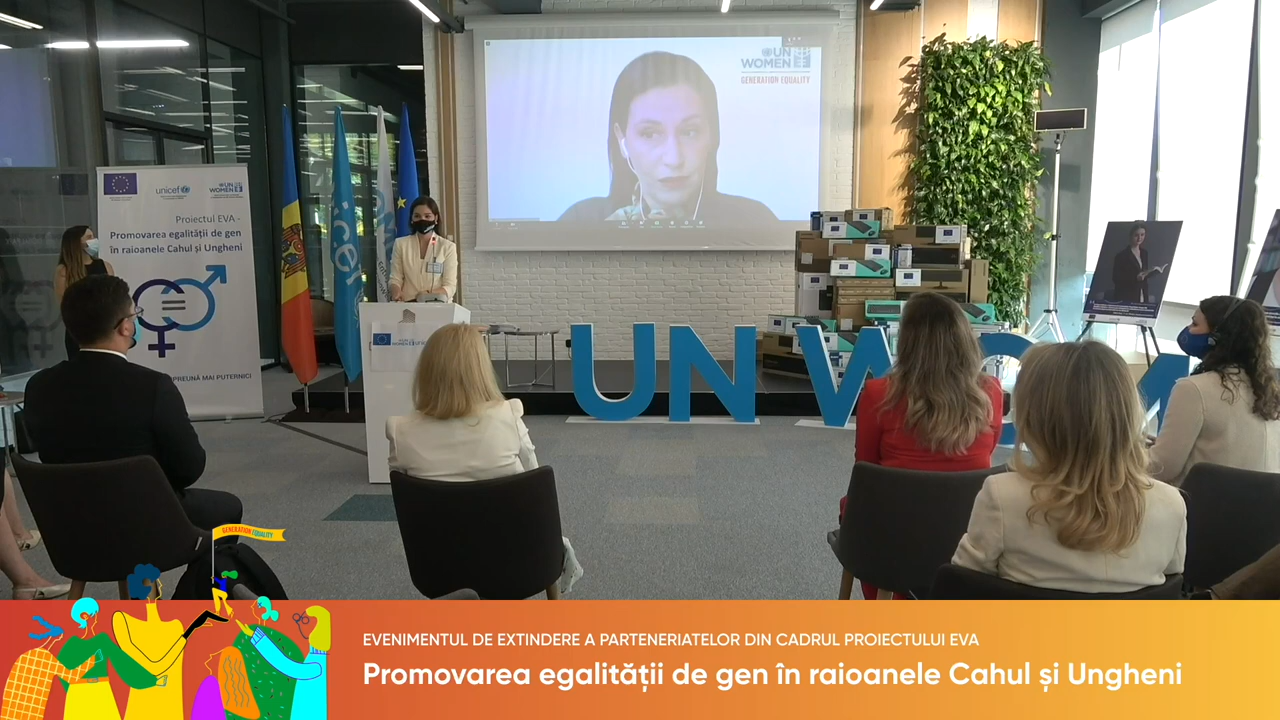 UN
WOMEN
GENERATION EQUALITY
unicef
UN
WOMEN
Proiectul EVA -
Promovarea egalității de gen
în raioanele Cahul și Ungheni
PREUNĂ MAI PUTERNICI
UN W
GENERATION EQUALITY
EVENIMENTUL DE EXTINDERE A PARTENERIATELOR DIN CADRUL PROIECTULUI EVA
Promovarea egalității de gen în raioanele Cahul și Ungheni